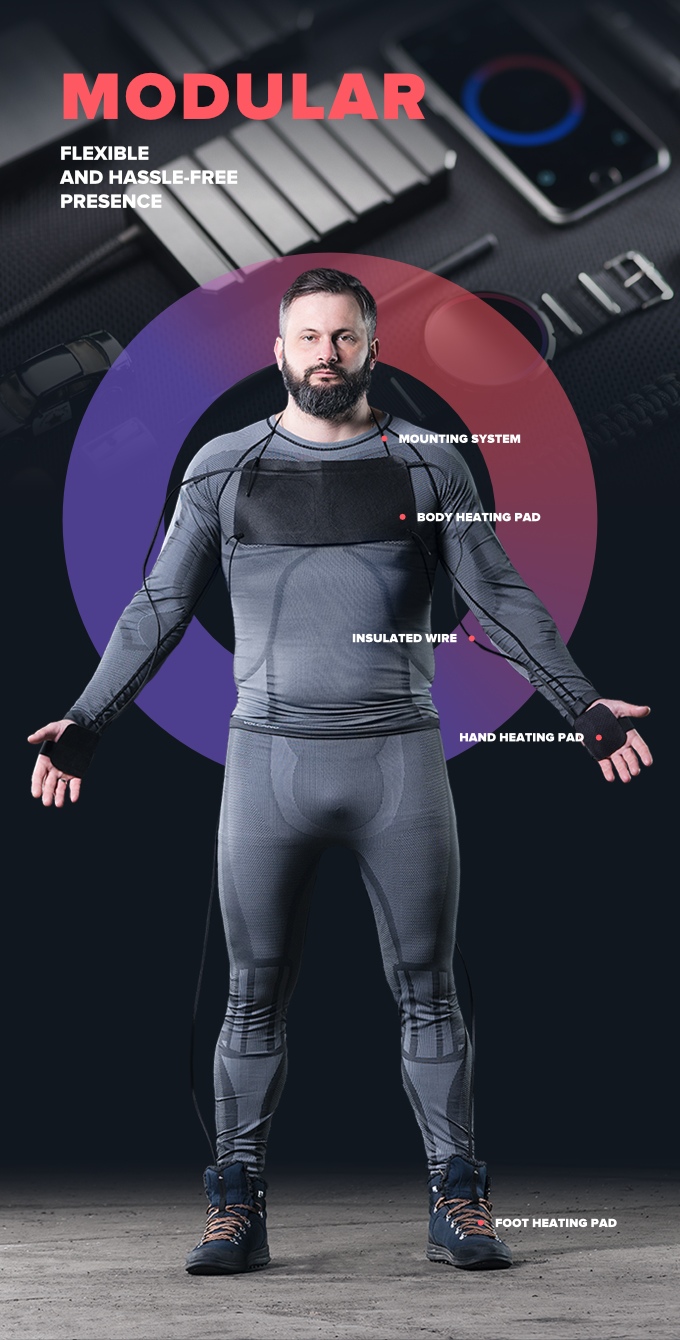 MODULAR
FLEXIBLE
AND HASSLE-FREE
PRESENCE
MOUNTING SYSTEM
BODY HEATING PAD
INSULATED WIRE
HAND HEATING PAD
FOOT HEATING PAD